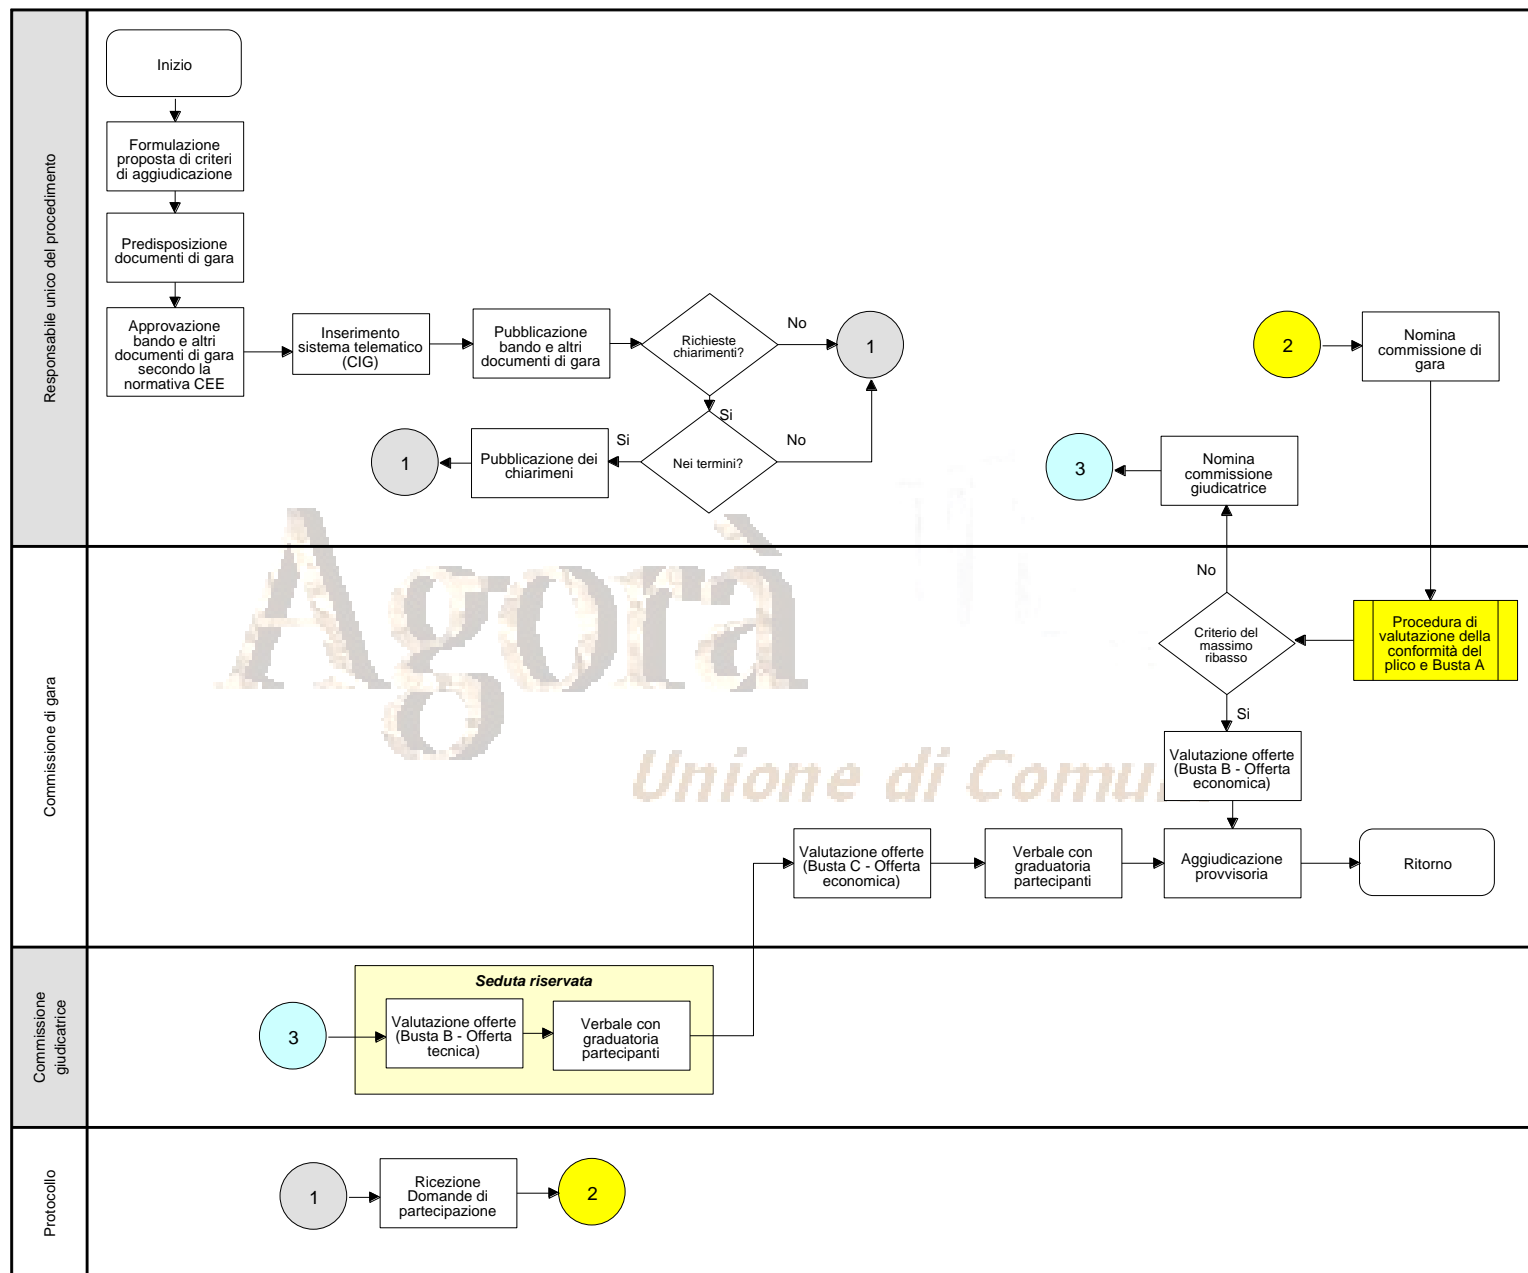 Responsabile unico del procedimento
Inizio
Formulazione
proposta di criteri
di aggiudicazione
Predisposizione
documenti di gara
Approvazione
bando e altri
documenti di gara
secondo la
normativa CEE
Inserimento
sistema telematico
(CIG)
Pubblicazione
bando e altri
documenti di gara
Richieste
chiarimenti?
No
1
Si
Nei termini?
No
Si
Pubblicazione dei
chiarimeni
1
2
Nomina
commissione di
gara
Nomina
commissione
giudicatrice
3
Commissione di gara
Agorà
Unione di Comu
No
Criterio del
massimo
ribasso
Procedura di
valutazione della
conformità del
plico e Busta A
Si
Valutazione offerte
(Busta B - Offerta
economica)
Valutazione offerte
(Busta C - Offerta
economica)
Verbale con
graduatoria
partecipanti
Aggiudicazione
provvisoria
Ritorno
Commissione
giudicatrice
Seduta riservata
3
Valutazione offerte
(Busta B - Offerta
tecnica)
Verbale con
graduatoria
partecipanti
Protocollo
1
Ricezione
Domande di
partecipazione
2